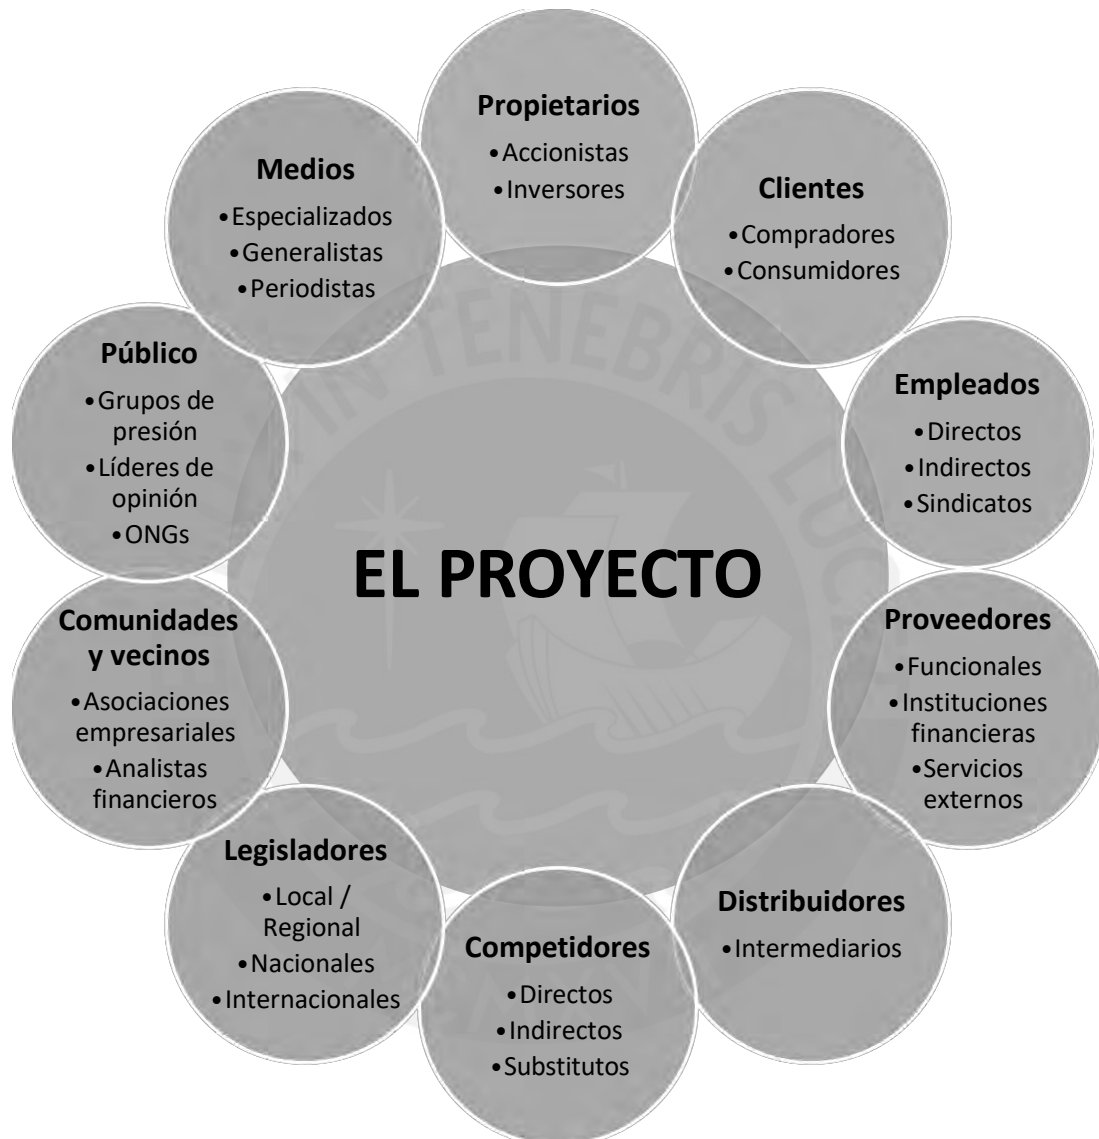 Propietarios
•Accionistas
•Inversores
Clientes
•Compradores
•Consumidores
Empleados
•Directos
•Indirectos
•Sindicatos
Proveedores
•Funcionales
•Instituciones
financieras
•Servicios
externos
Distribuidores
•Intermediarios
Competidores
•Directos
•Indirectos
•Substitutos
Legisladores
•Local /
Regional
•Nacionales
•Internacionales
Comunidades
y vecinos
•Asociaciones
empresariales
•Analistas
financieros
Público
•Grupos de
presión
•Líderes de
opinión
•ONGs
Medios
•Especializados
•Generalistas
•Periodistas
EL PROYECTO
IN TENEBRIS